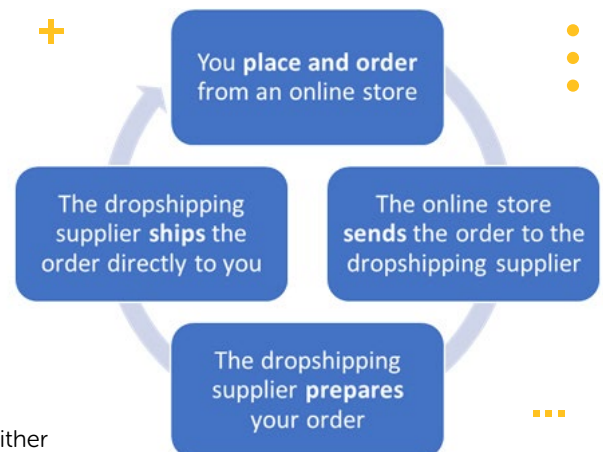 You place and order
from an online store
The online store
sends the order to the
dropshipping supplier
The dropshipping
supplier prepares
your order
The dropshipping
supplier ships the
order directly to you